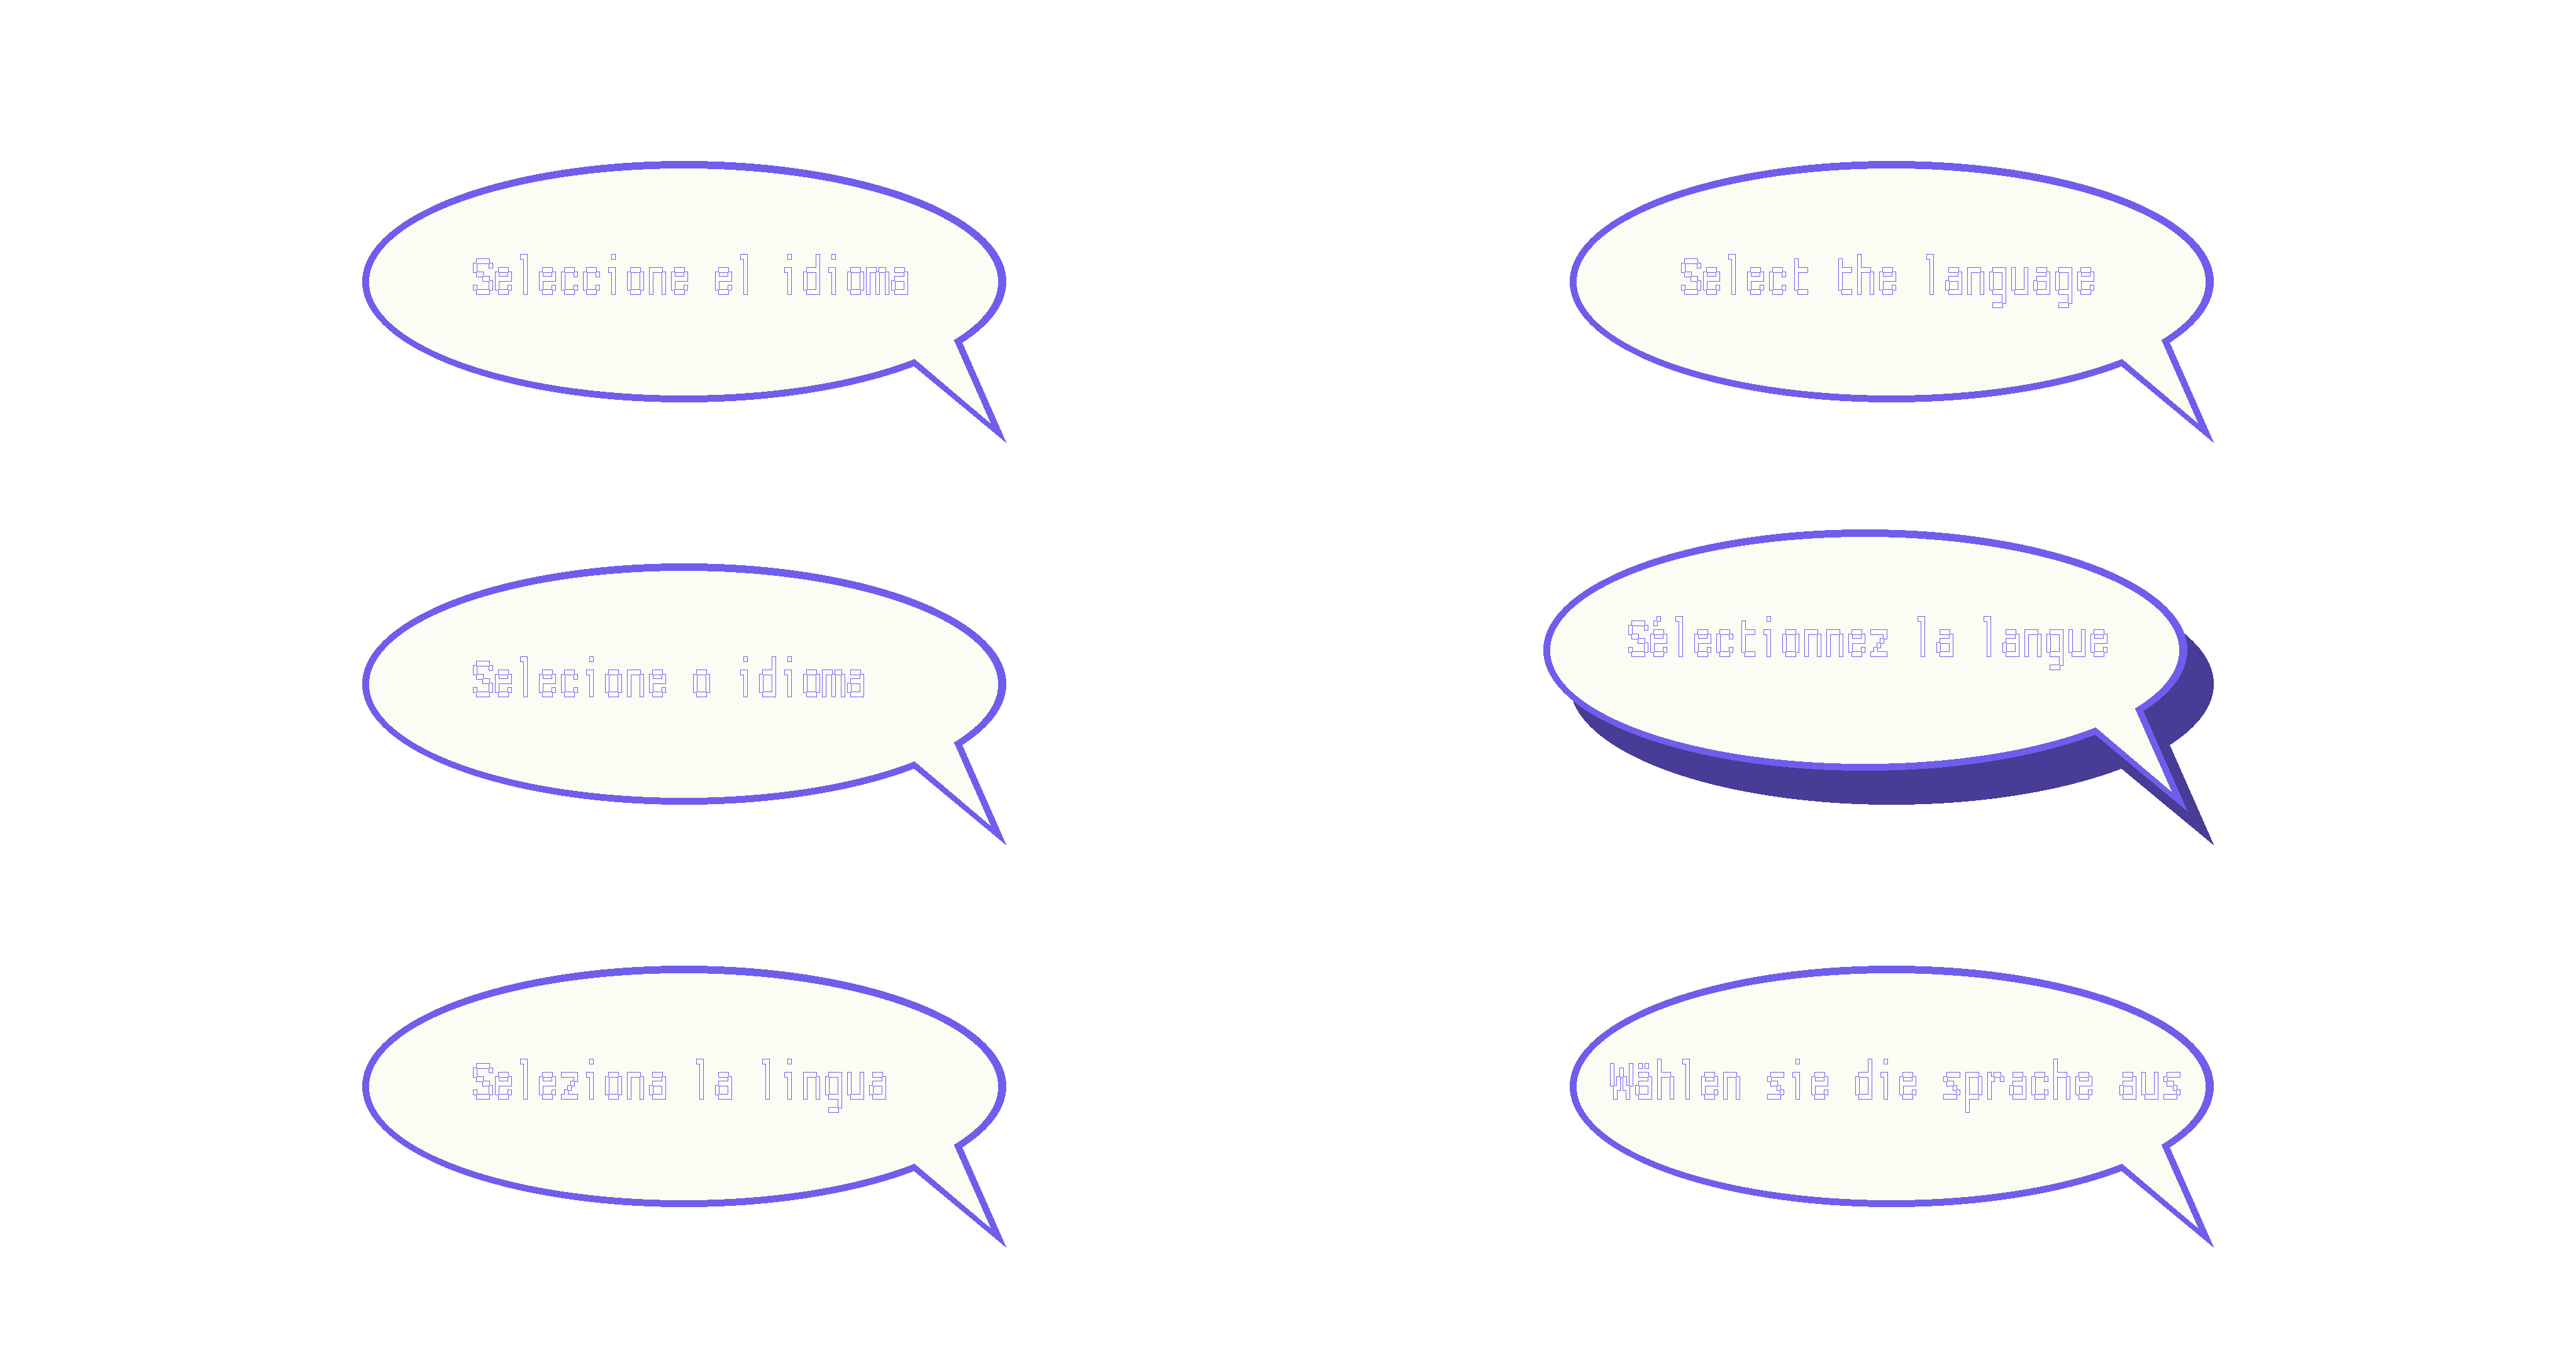 Seleccione el idioma
Select the language
Selecione o idioma
Sélectionnez la langue
Seleziona la lingua
Wählen sie die sprache aus